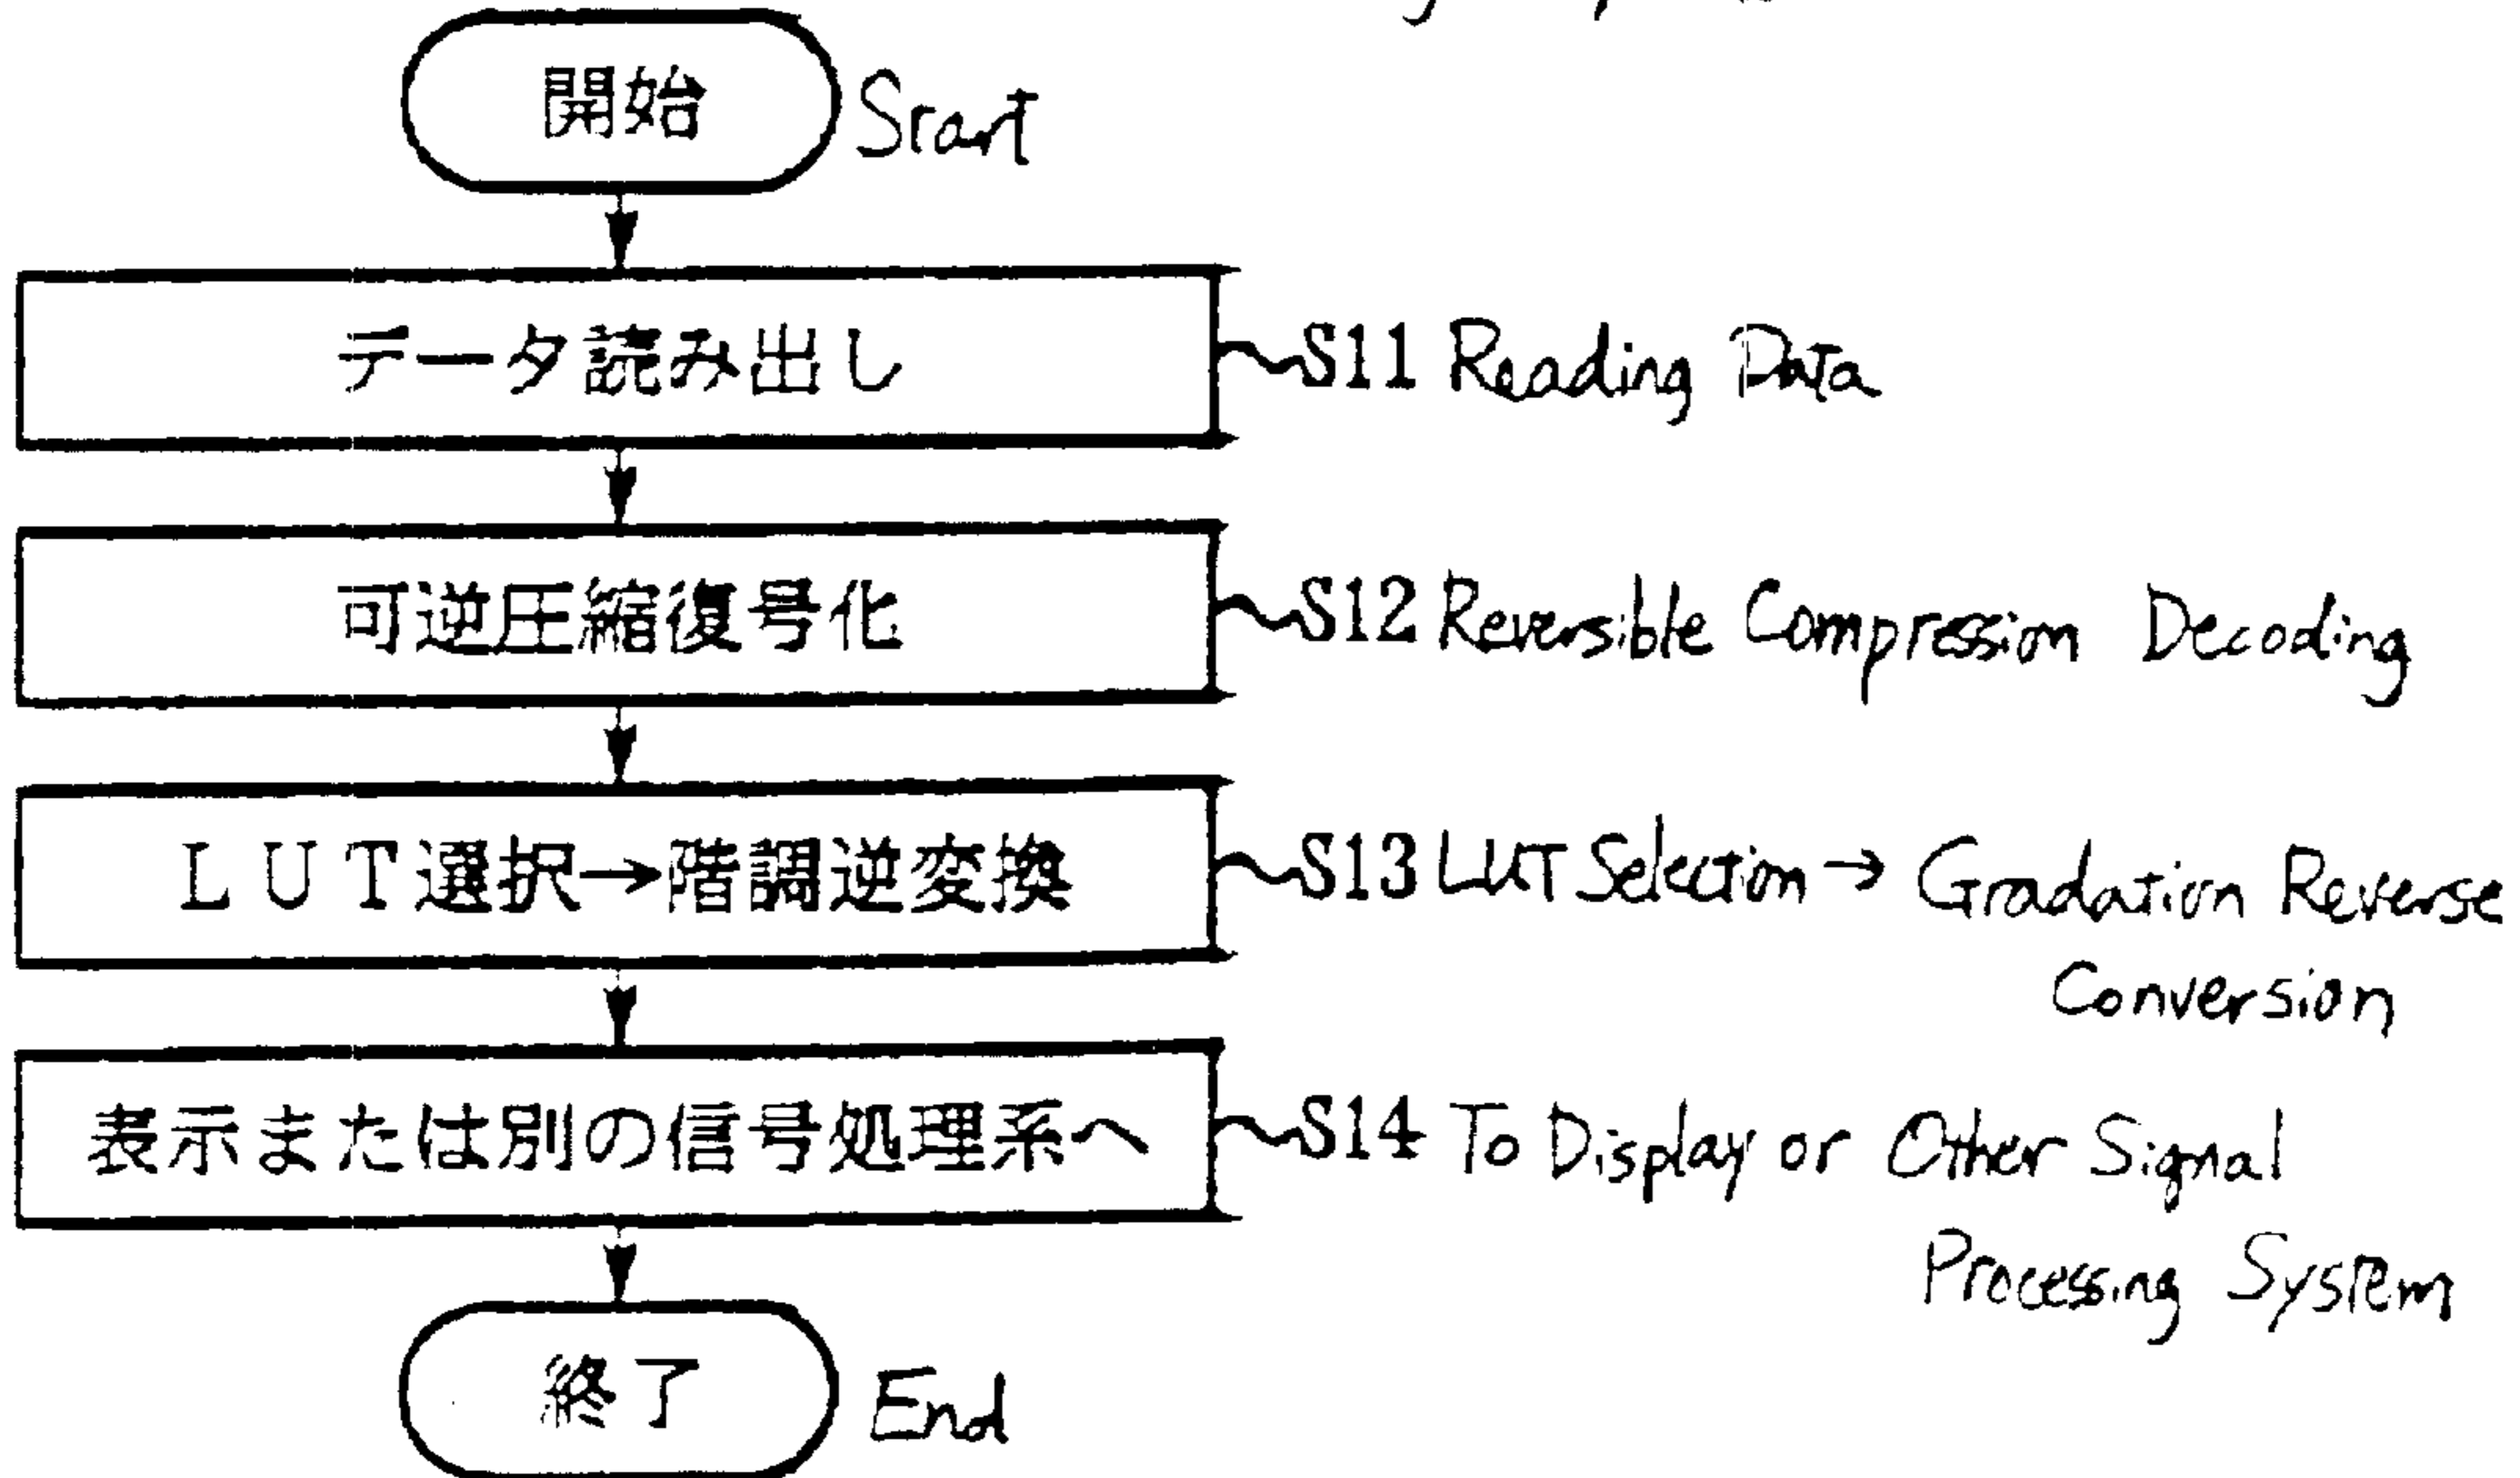 開始 Start
データ読み出し S11 Reading Data
可逆圧縮復号化 S12 Reversible Compression Decoding
LUT選択→階調逆変換 S13 LUT Selection → Gradation Reverse
Conversion
表示または別の信号処理系へ S14 To Display or Other Signal
Processing System
終了 End